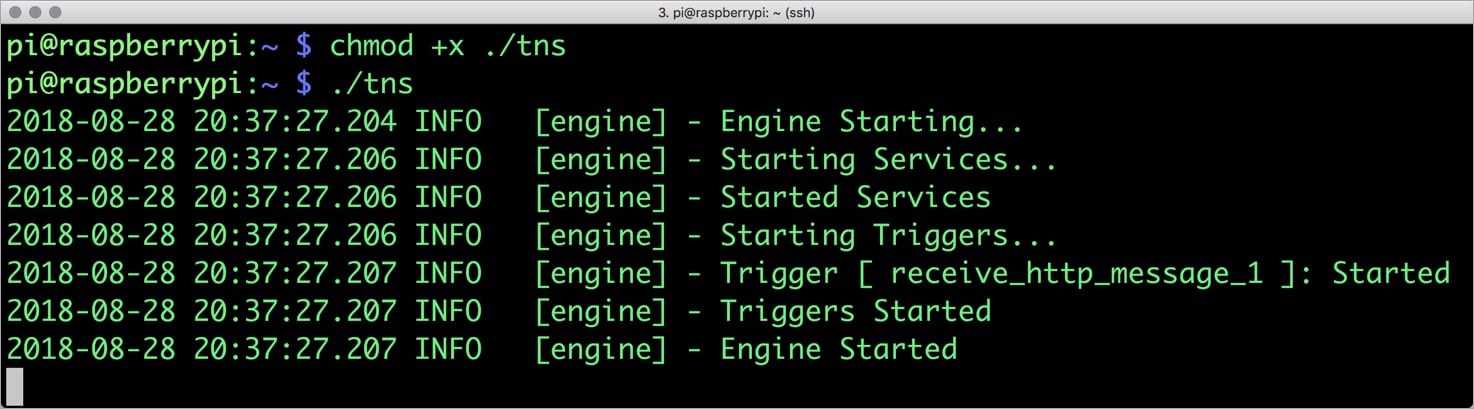 3. pi@raspberrypi: ~ (ssh)
pi@raspberrypi:~ $ chmod +x ./tns
pi@raspberrypi:~ $ ./tns
2018-08-28 20:37:27.204 INFO   [engine] - Engine Starting...
2018-08-28 20:37:27.206 INFO   [engine] - Starting Services...
2018-08-28 20:37:27.206 INFO   [engine] - Started Services
2018-08-28 20:37:27.206 INFO   [engine] - Starting Triggers...
2018-08-28 20:37:27.207 INFO   [engine] - Trigger [ receive_http_message_1 ]: Started
2018-08-28 20:37:27.207 INFO   [engine] - Triggers Started
2018-08-28 20:37:27.207 INFO   [engine] - Engine Started